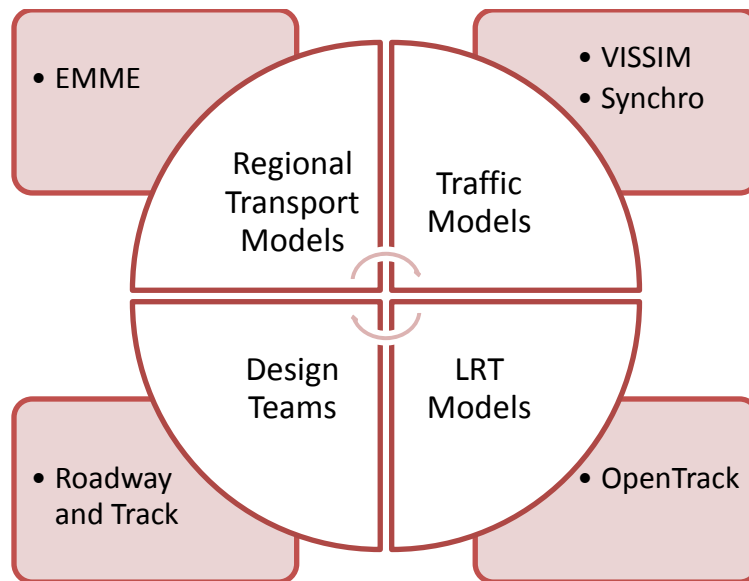 • EMME
• VISSIM
• Synchro
Regional
Transport
Models
Traffic
Models
Design
Teams
LRT
Models
• Roadway
and Track
• OpenTrack